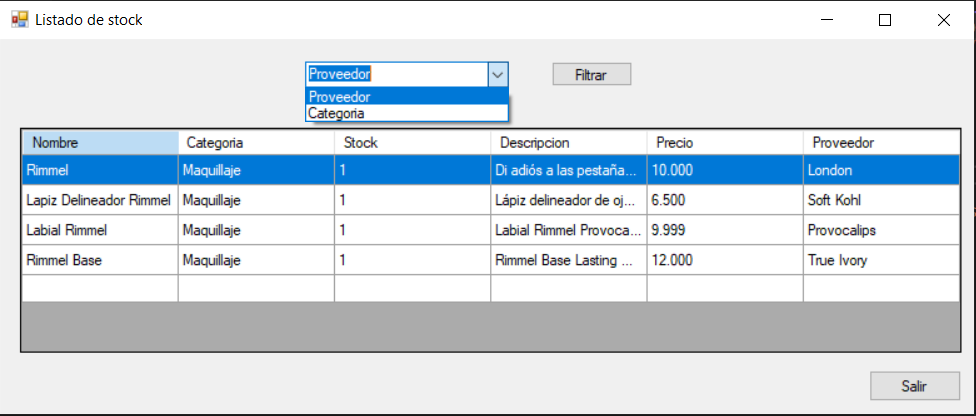 Listado de stock
Proveedor Filtrar
Proveedor
Categoria
Nombre Categoria Stock Descripcion Precio Proveedor
Rimmel Maquillaje 1 Di adiós a las pestaña... 10.000 London
Lapiz Delineador Rimmel Maquillaje 1 Lápiz delineador de oj... 6.500 Soft Kohl
Labial Rimmel Maquillaje 1 Labial Rimmel Provoca... 9.999 Provocalips
Rimmel Base Maquillaje 1 Rimmel Base Lasting ... 12.000 True Ivory
Salir